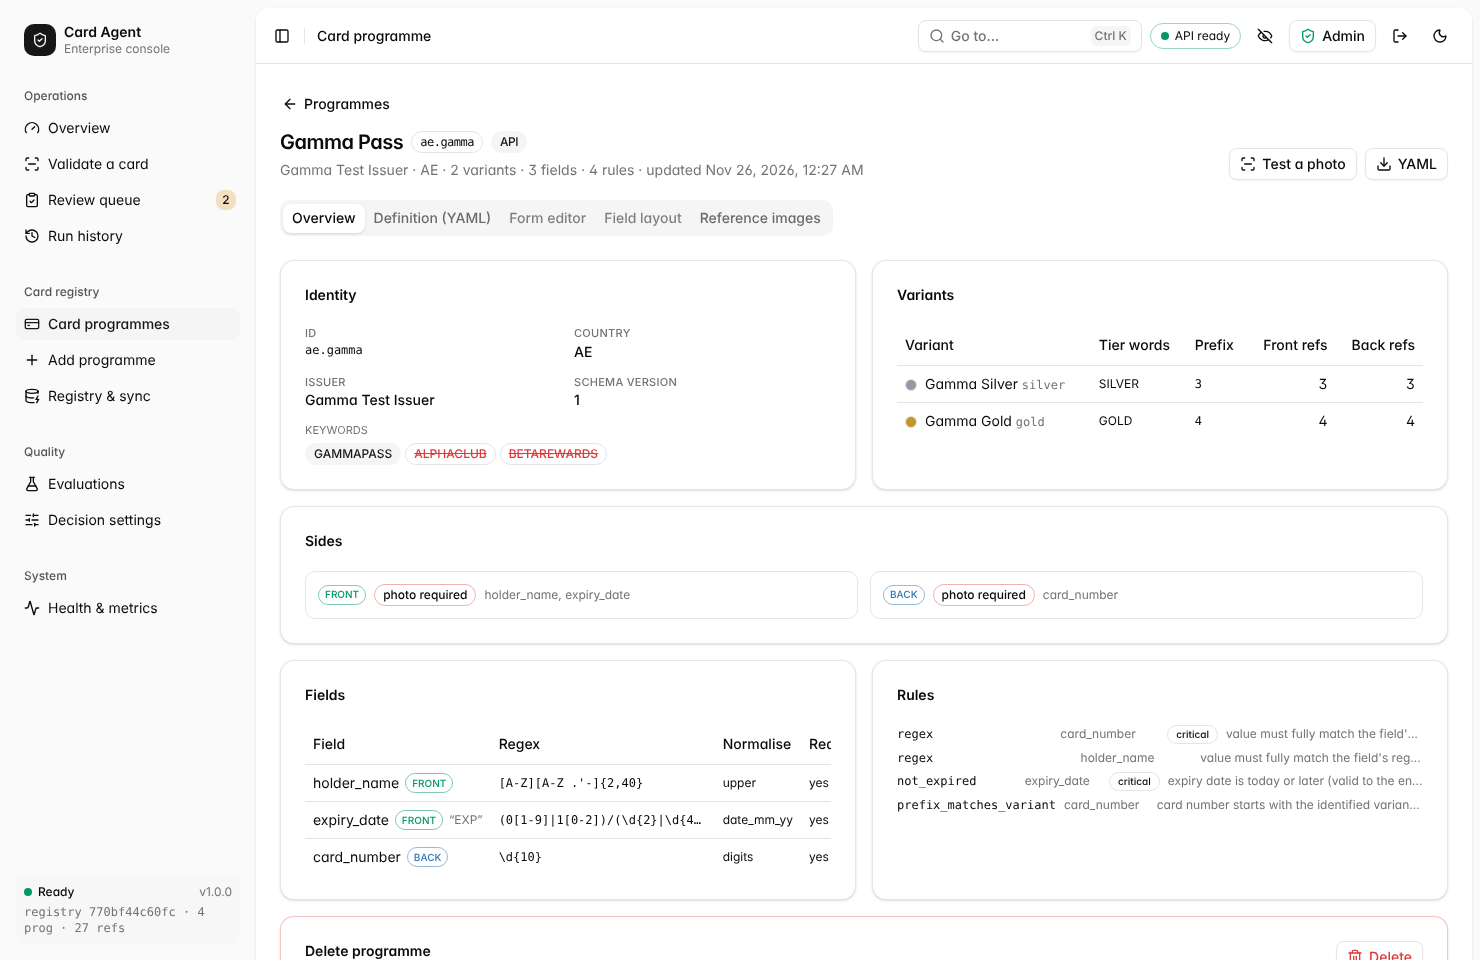 Card Agent
Enterprise console
Operations
Overview
Validate a card
Review queue 2
Run history
Card registry
Card programmes
Add programme
Registry & sync
Quality
Evaluations
Decision settings
System
Health & metrics
Ready v1.0.0
registry 770bf44c60fc · 4
prog · 27 refs
Card programme
Go to... Ctrl K
API ready
Admin
Programmes
Gamma Pass ae.gamma API
Gamma Test Issuer · AE · 2 variants · 3 fields · 4 rules · updated Nov 26, 2026, 12:27 AM
Test a photo YAML
Overview Definition (YAML) Form editor Field layout Reference images
Identity
ID COUNTRY
ae.gamma AE
ISSUER SCHEMA VERSION
Gamma Test Issuer 1
KEYWORDS
GAMMAPASS ALPHACLUB BETAREWARDS
Variants
Variant Tier words Prefix Front refs Back refs
Gamma Silver silver SILVER 3 3 3
Gamma Gold gold GOLD 4 4 4
Sides
FRONT photo required holder_name, expiry_date
BACK photo required card_number
Fields
Field Regex Normalise Rec
holder_name FRONT [A-Z][A-Z .'-]{2,40} upper yes
expiry_date FRONT “EXP” (0[1-9]|1[0-2])/(\d{2}|\d{4… date_mm_yy yes
card_number BACK \d{10} digits yes
Rules
regex card_number critical value must fully match the field'...
regex holder_name value must fully match the field's reg...
not_expired expiry_date critical expiry date is today or later (valid to the en...
prefix_matches_variant card_number card number starts with the identified varian...
Delete programme
Delete